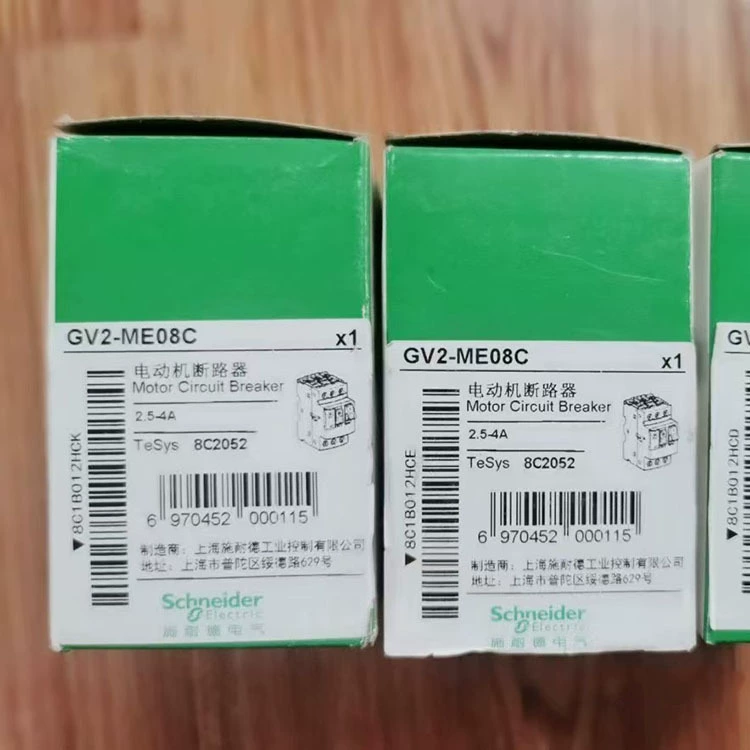 GV2-ME08C x1
电动机断路器
Motor Circuit Breaker
2.5-4A
TeSys 8C2052
▼8C1B012HCK
6 970452 000115
制造商：上海施耐德工业控制有限公司
地址：上海市普陀区绥德路629号
Schneider
Electric
施耐德电气
GV2-ME08C x1
电动机断路器
Motor Circuit Breaker
2.5-4A
TeSys 8C2052
▼8C1B012HCE
6 970452 000115
制造商：上海施耐德工业控制有限公司
地址：上海市普陀区绥德路629号
Schneider
Electric
施耐德电气
GV2
▼8C1B012HCD